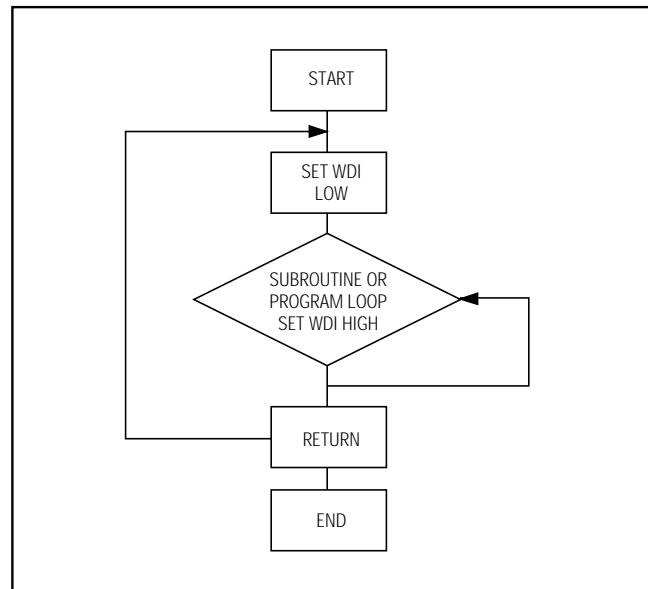 START
SET WDI
LOW
SUBROUTINE OR
PROGRAM LOOP
SET WDI HIGH
RETURN
END